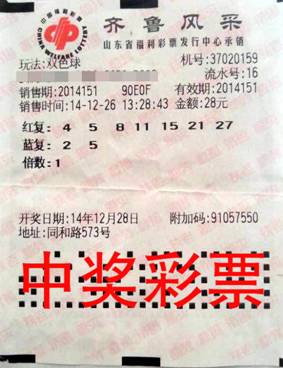 中国福利彩票
CHINA WELFARE LOTTERY
齐鲁风采
山东省福利彩票发行中心承销
玩法:双色球
机号:37020159
流水号:16
销售期:2014151 90E0F 有效期:2014151
销售时间:14-12-26 13:28:43 金额:28元
红复: 4 5 8 11 15 21 27
蓝复: 2 5
倍数:1
开奖日期:14年12月28日 附加码:91057550
地址:同和路573号
中奖彩票